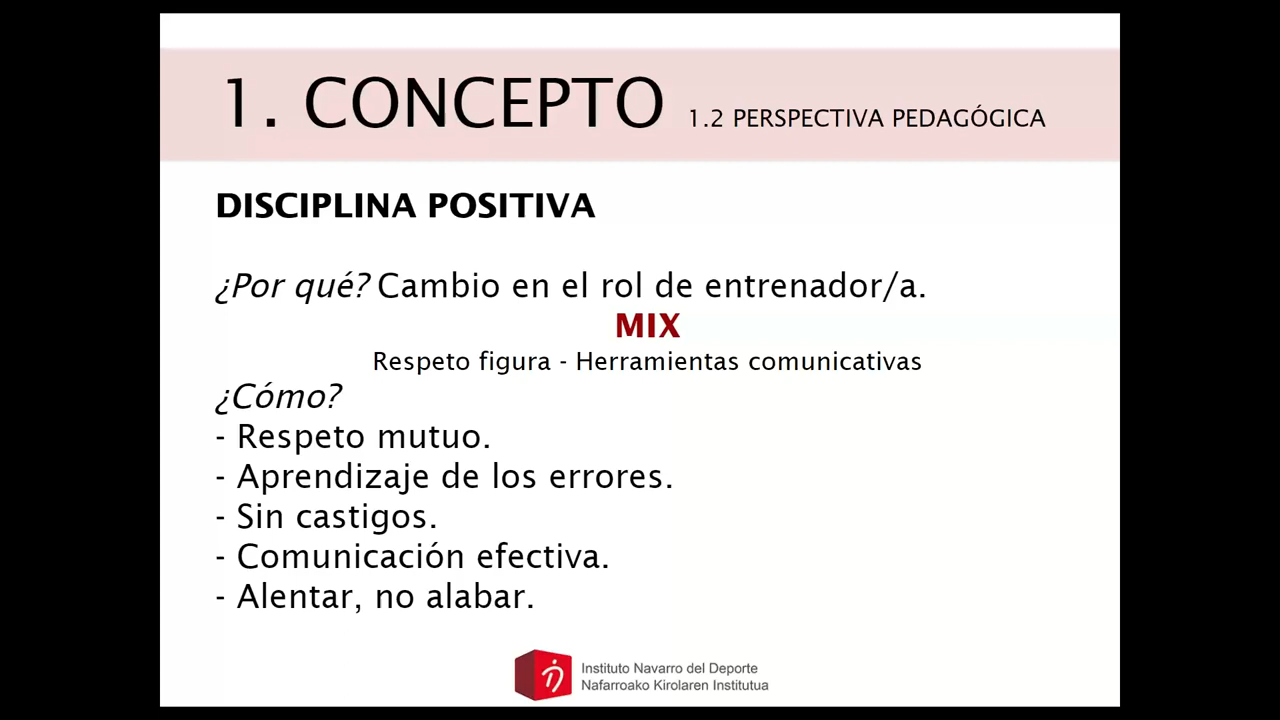 1. CONCEPTO 1.2 PERSPECTIVA PEDAGÓGICA
DISCIPLINA POSITIVA
¿Por qué? Cambio en el rol de entrenador/a.
MIX
Respeto figura - Herramientas comunicativas
¿Cómo?
- Respeto mutuo.
- Aprendizaje de los errores.
- Sin castigos.
- Comunicación efectiva.
- Alentar, no alabar.
Instituto Navarro del Deporte
Nafarroako Kirolaren Institutua